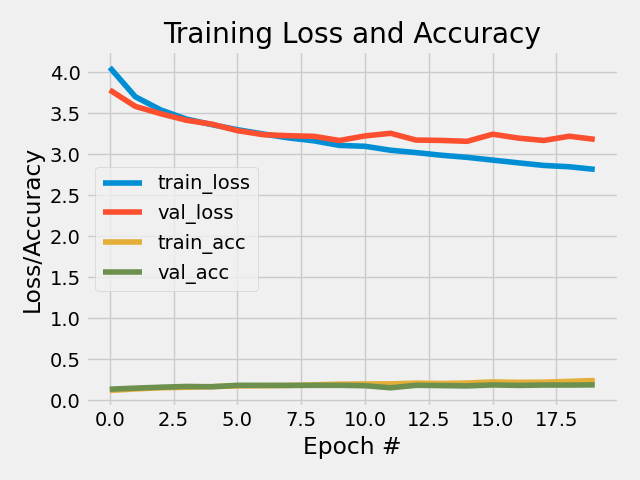 Training Loss and Accuracy
Loss/Accuracy
4.0
3.5
3.0
2.5
2.0
1.5
1.0
0.5
0.0
train_loss
val_loss
train_acc
val_acc
0.0 2.5 5.0 7.5 10.0 12.5 15.0 17.5
Epoch #